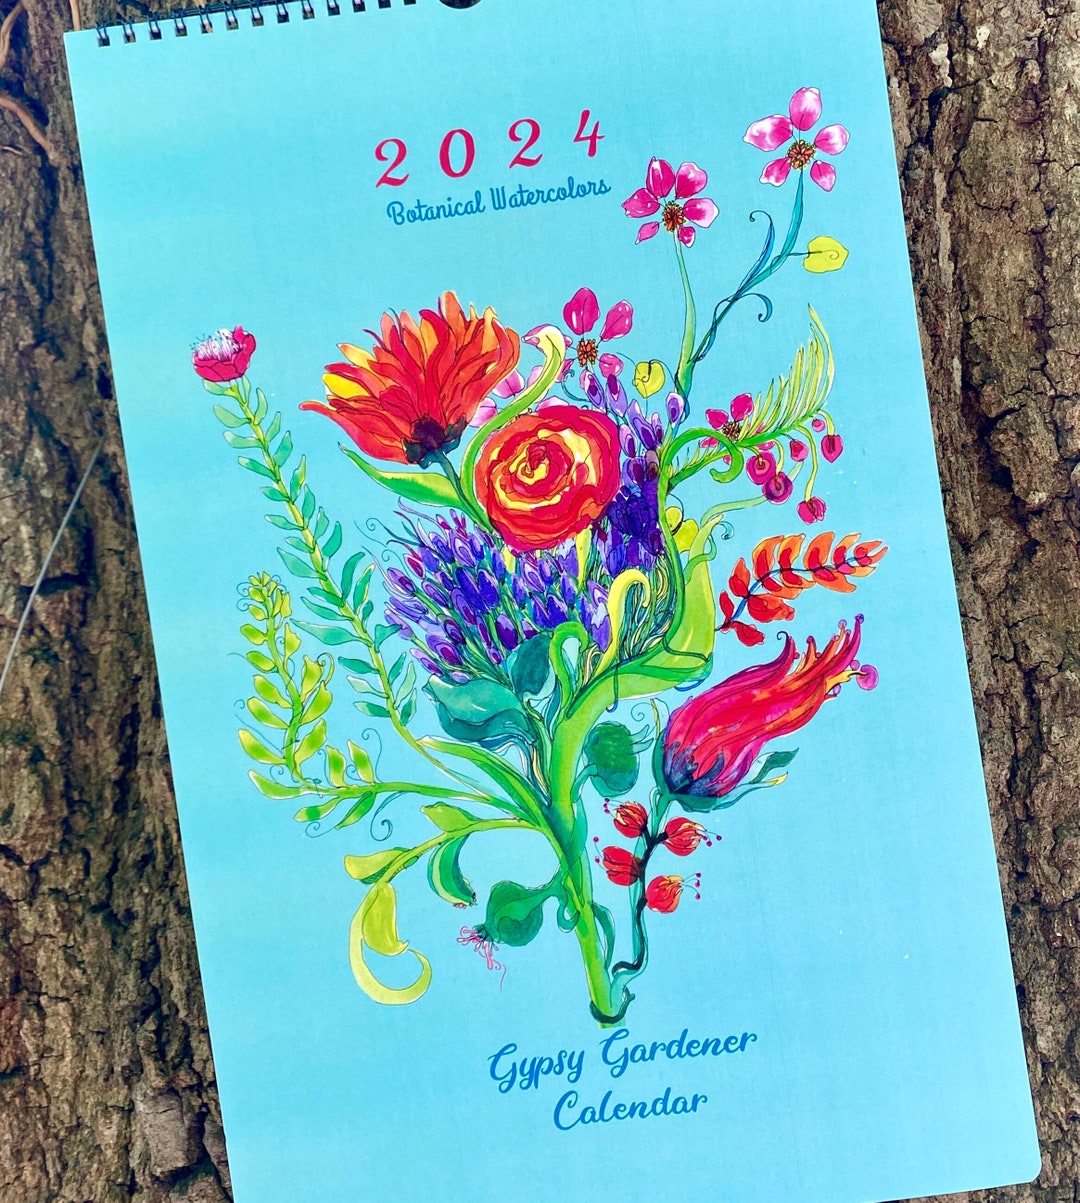 2024
Botanical Watercolors
Gypsy Gardener
Calendar